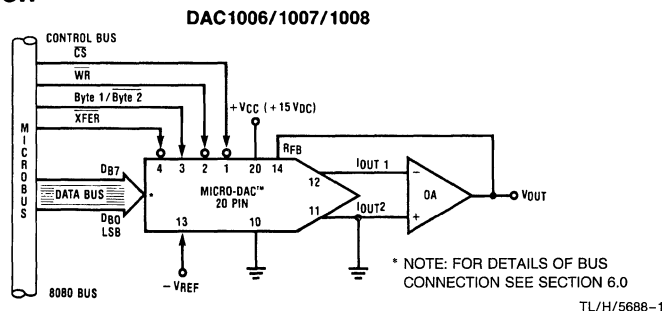 DAC1006/1007/1008
CONTROL BUS
CS
WR
Byte 1/Byte 2
XFER
+VCC (+15 VDC)
RFB
4 3 2 1 20 14
IOUT 1
MICROBUS
DB7
DATA BUS
DB0
LSB
*
MICRO-DAC™
20 PIN
12
11
IOUT2
13 10
−
OA
+
VOUT
−VREF
8080 BUS
* NOTE: FOR DETAILS OF BUS
CONNECTION SEE SECTION 6.0
TL/H/5688–1